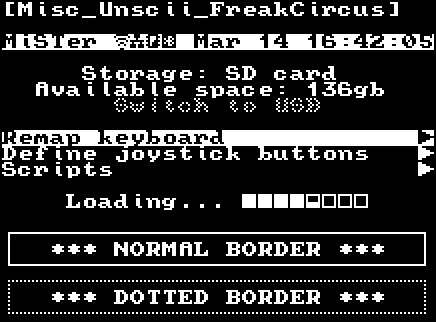 [Misc_Unscii_FreakCircus]
MiSTer Mar 14 16:42:05
Storage: SD card
Available space: 136gb
Switch to USB
Remap keyboard
Define joystick buttons
Scripts
Loading...
*** NORMAL BORDER ***
*** DOTTED BORDER ***